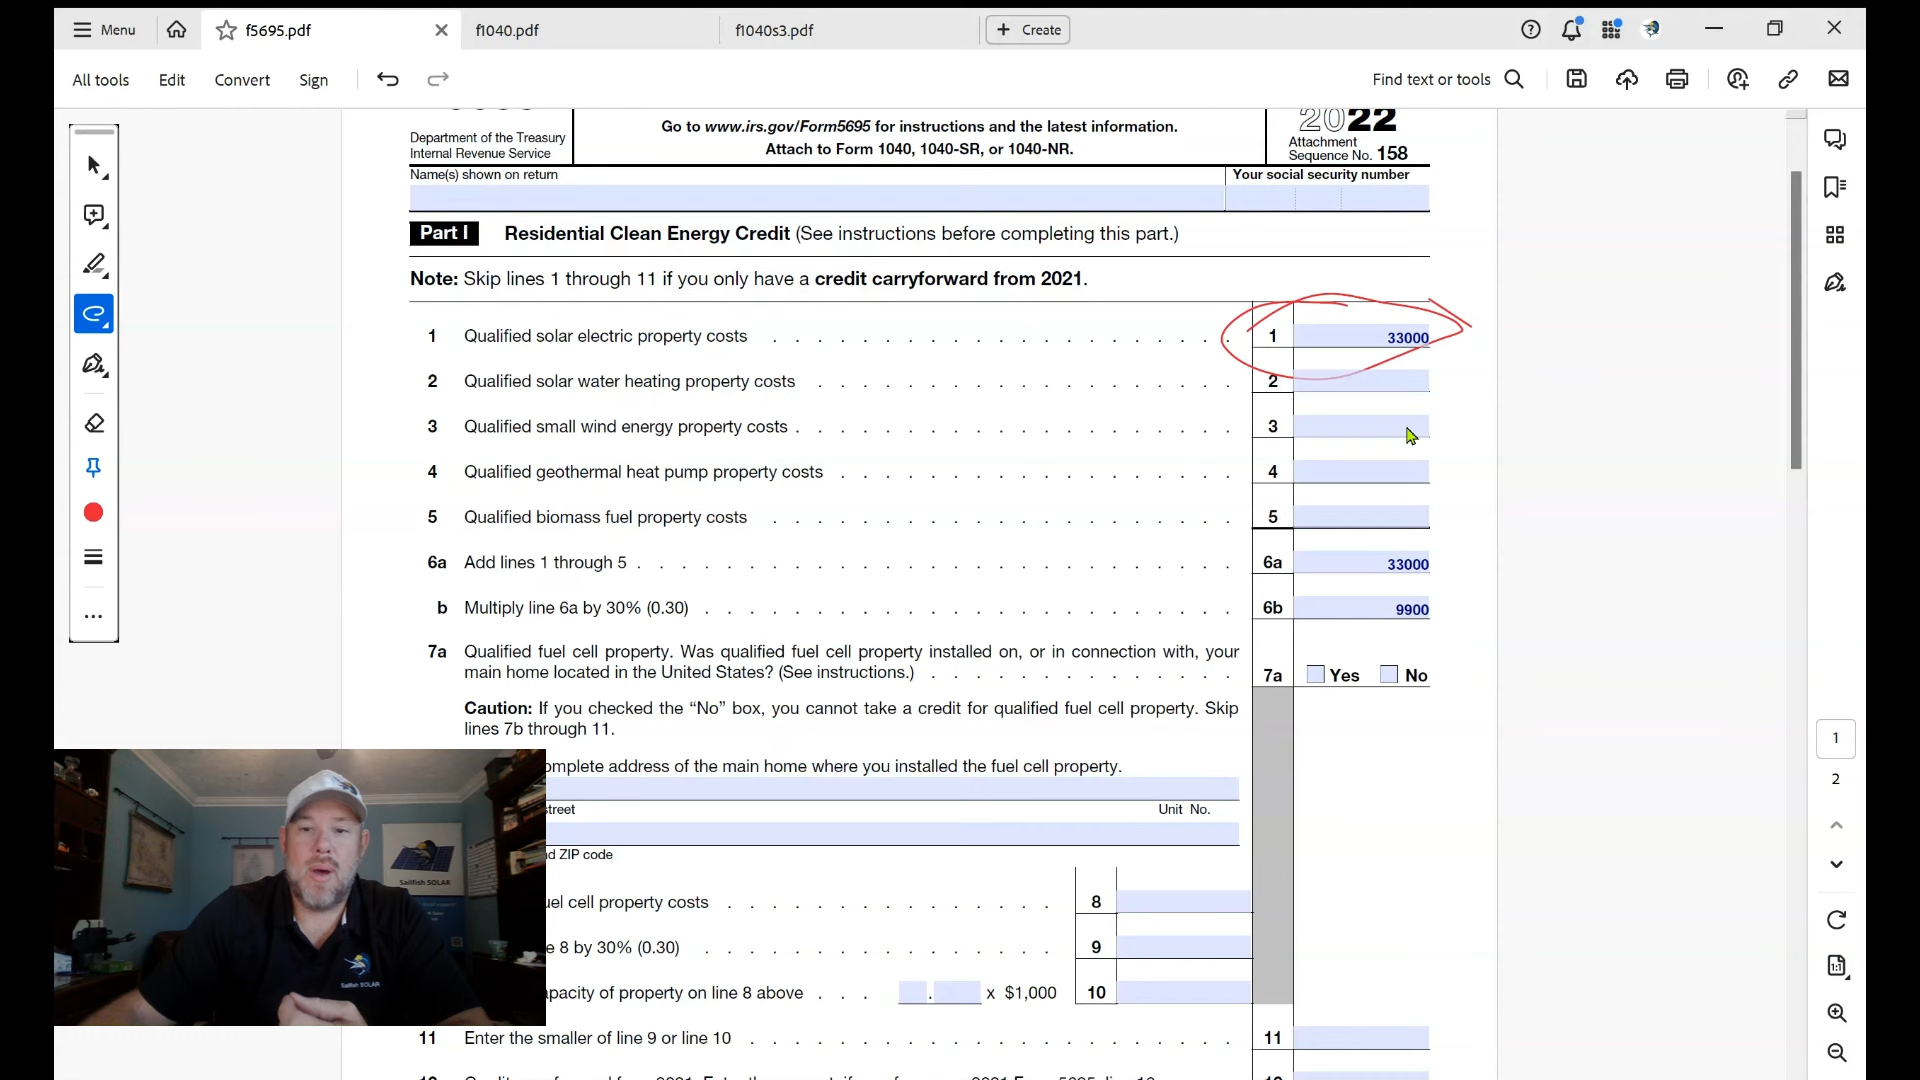 Menu
f5695.pdf
f1040.pdf
f1040s3.pdf
Create
All tools Edit Convert Sign
Find text or tools
Department of the Treasury
Internal Revenue Service
Go to www.irs.gov/Form5695 for instructions and the latest information.
Attach to Form 1040, 1040-SR, or 1040-NR.
2022
Attachment
Sequence No. 158
Name(s) shown on return
Your social security number
Part I Residential Clean Energy Credit (See instructions before completing this part.)
Note: Skip lines 1 through 11 if you only have a credit carryforward from 2021.
1 Qualified solar electric property costs . . . . . . . . . . . . . . . . . . . . . 1 33000
2 Qualified solar water heating property costs . . . . . . . . . . . . . . . . . . . 2
3 Qualified small wind energy property costs . . . . . . . . . . . . . . . . . . . . 3
4 Qualified geothermal heat pump property costs . . . . . . . . . . . . . . . . . . 4
5 Qualified biomass fuel property costs . . . . . . . . . . . . . . . . . . . . . 5
6a Add lines 1 through 5 . . . . . . . . . . . . . . . . . . . . . . . . . . . 6a 33000
b Multiply line 6a by 30% (0.30) . . . . . . . . . . . . . . . . . . . . . . . . 6b 9900
7a Qualified fuel cell property. Was qualified fuel cell property installed on, or in connection with, your
main home located in the United States? (See instructions.) . . . . . . . . . . . . . . 7a Yes No
Caution: If you checked the “No” box, you cannot take a credit for qualified fuel cell property. Skip
lines 7b through 11.
omplete address of the main home where you installed the fuel cell property.
street Unit No.
d ZIP code
uel cell property costs . . . . . . . . . . . . . . . 8
e 8 by 30% (0.30) . . . . . . . . . . . . . . . . 9
apacity of property on line 8 above . . . . x $1,000 10
11 Enter the smaller of line 9 or line 10 . . . . . . . . . . . . . . . . . . . . . . 11
1
2
Sailfish SOLAR
Sailfish SOLAR